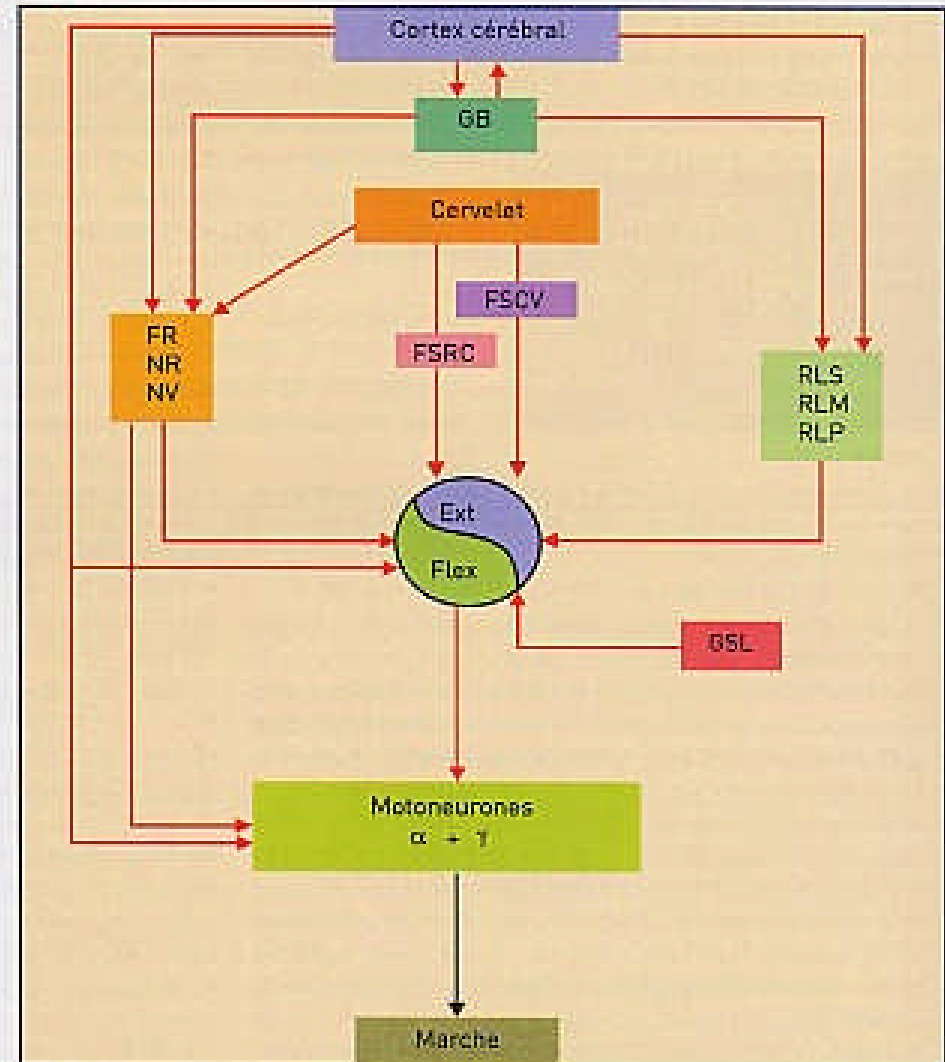 Cortex cérébral
GB
Cervelet
FSCV
FSRC
FR
NR
NV
RLS
RLM
RLP
Ext
Flex
GSL
Motoneurones
α + γ
Marche